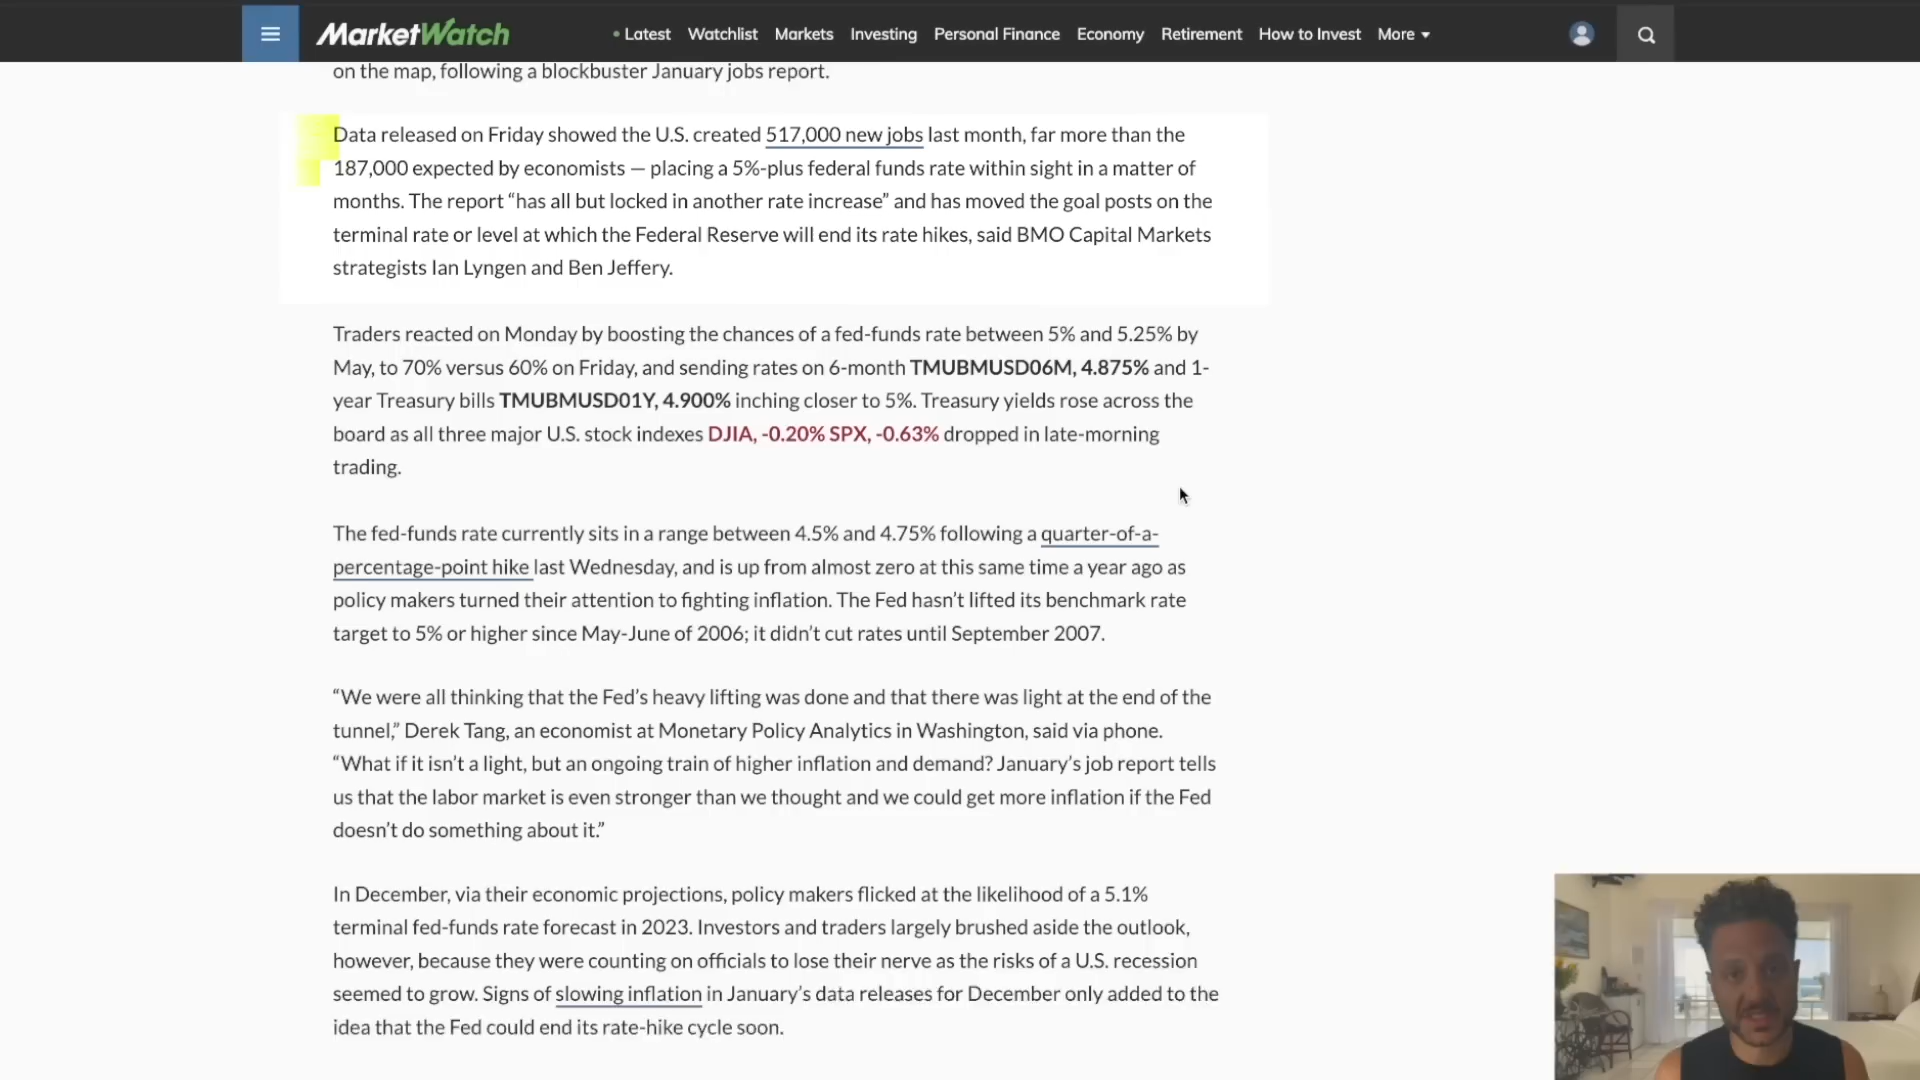 MarketWatch
Latest Watchlist Markets Investing Personal Finance Economy Retirement How to Invest More
on the map, following a blockbuster January jobs report.
Data released on Friday showed the U.S. created 517,000 new jobs last month, far more than the
187,000 expected by economists — placing a 5%-plus federal funds rate within sight in a matter of
months. The report “has all but locked in another rate increase” and has moved the goal posts on the
terminal rate or level at which the Federal Reserve will end its rate hikes, said BMO Capital Markets
strategists Ian Lyngen and Ben Jeffery.
Traders reacted on Monday by boosting the chances of a fed-funds rate between 5% and 5.25% by
May, to 70% versus 60% on Friday, and sending rates on 6-month TMUBMUSD06M, 4.875% and 1-
year Treasury bills TMUBMUSD01Y, 4.900% inching closer to 5%. Treasury yields rose across the
board as all three major U.S. stock indexes DJIA, -0.20% SPX, -0.63% dropped in late-morning
trading.
The fed-funds rate currently sits in a range between 4.5% and 4.75% following a quarter-of-a-
percentage-point hike last Wednesday, and is up from almost zero at this same time a year ago as
policy makers turned their attention to fighting inflation. The Fed hasn’t lifted its benchmark rate
target to 5% or higher since May-June of 2006; it didn’t cut rates until September 2007.
“We were all thinking that the Fed’s heavy lifting was done and that there was light at the end of the
tunnel,” Derek Tang, an economist at Monetary Policy Analytics in Washington, said via phone.
“What if it isn’t a light, but an ongoing train of higher inflation and demand? January’s job report tells
us that the labor market is even stronger than we thought and we could get more inflation if the Fed
doesn’t do something about it.”
In December, via their economic projections, policy makers flicked at the likelihood of a 5.1%
terminal fed-funds rate forecast in 2023. Investors and traders largely brushed aside the outlook,
however, because they were counting on officials to lose their nerve as the risks of a U.S. recession
seemed to grow. Signs of slowing inflation in January’s data releases for December only added to the
idea that the Fed could end its rate-hike cycle soon.